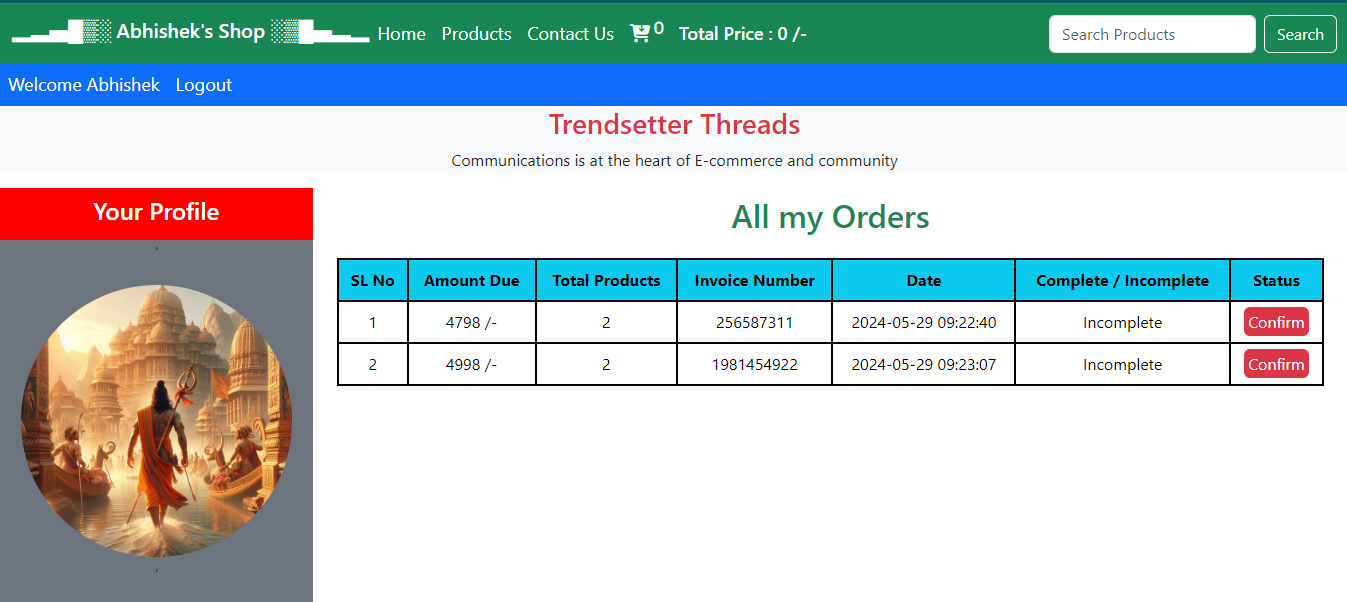 ▁▂▄▅█▓▒░ Abhishek's Shop ░▒▓█▅▄▂▁ Home Products Contact Us 0 Total Price : 0 /- Search Products Search
Welcome Abhishek Logout
Trendsetter Threads
Communications is at the heart of E-commerce and community
Your Profile
All my Orders
SL No Amount Due Total Products Invoice Number Date Complete / Incomplete Status
1 4798 /- 2 256587311 2024-05-29 09:22:40 Incomplete Confirm
2 4998 /- 2 1981454922 2024-05-29 09:23:07 Incomplete Confirm